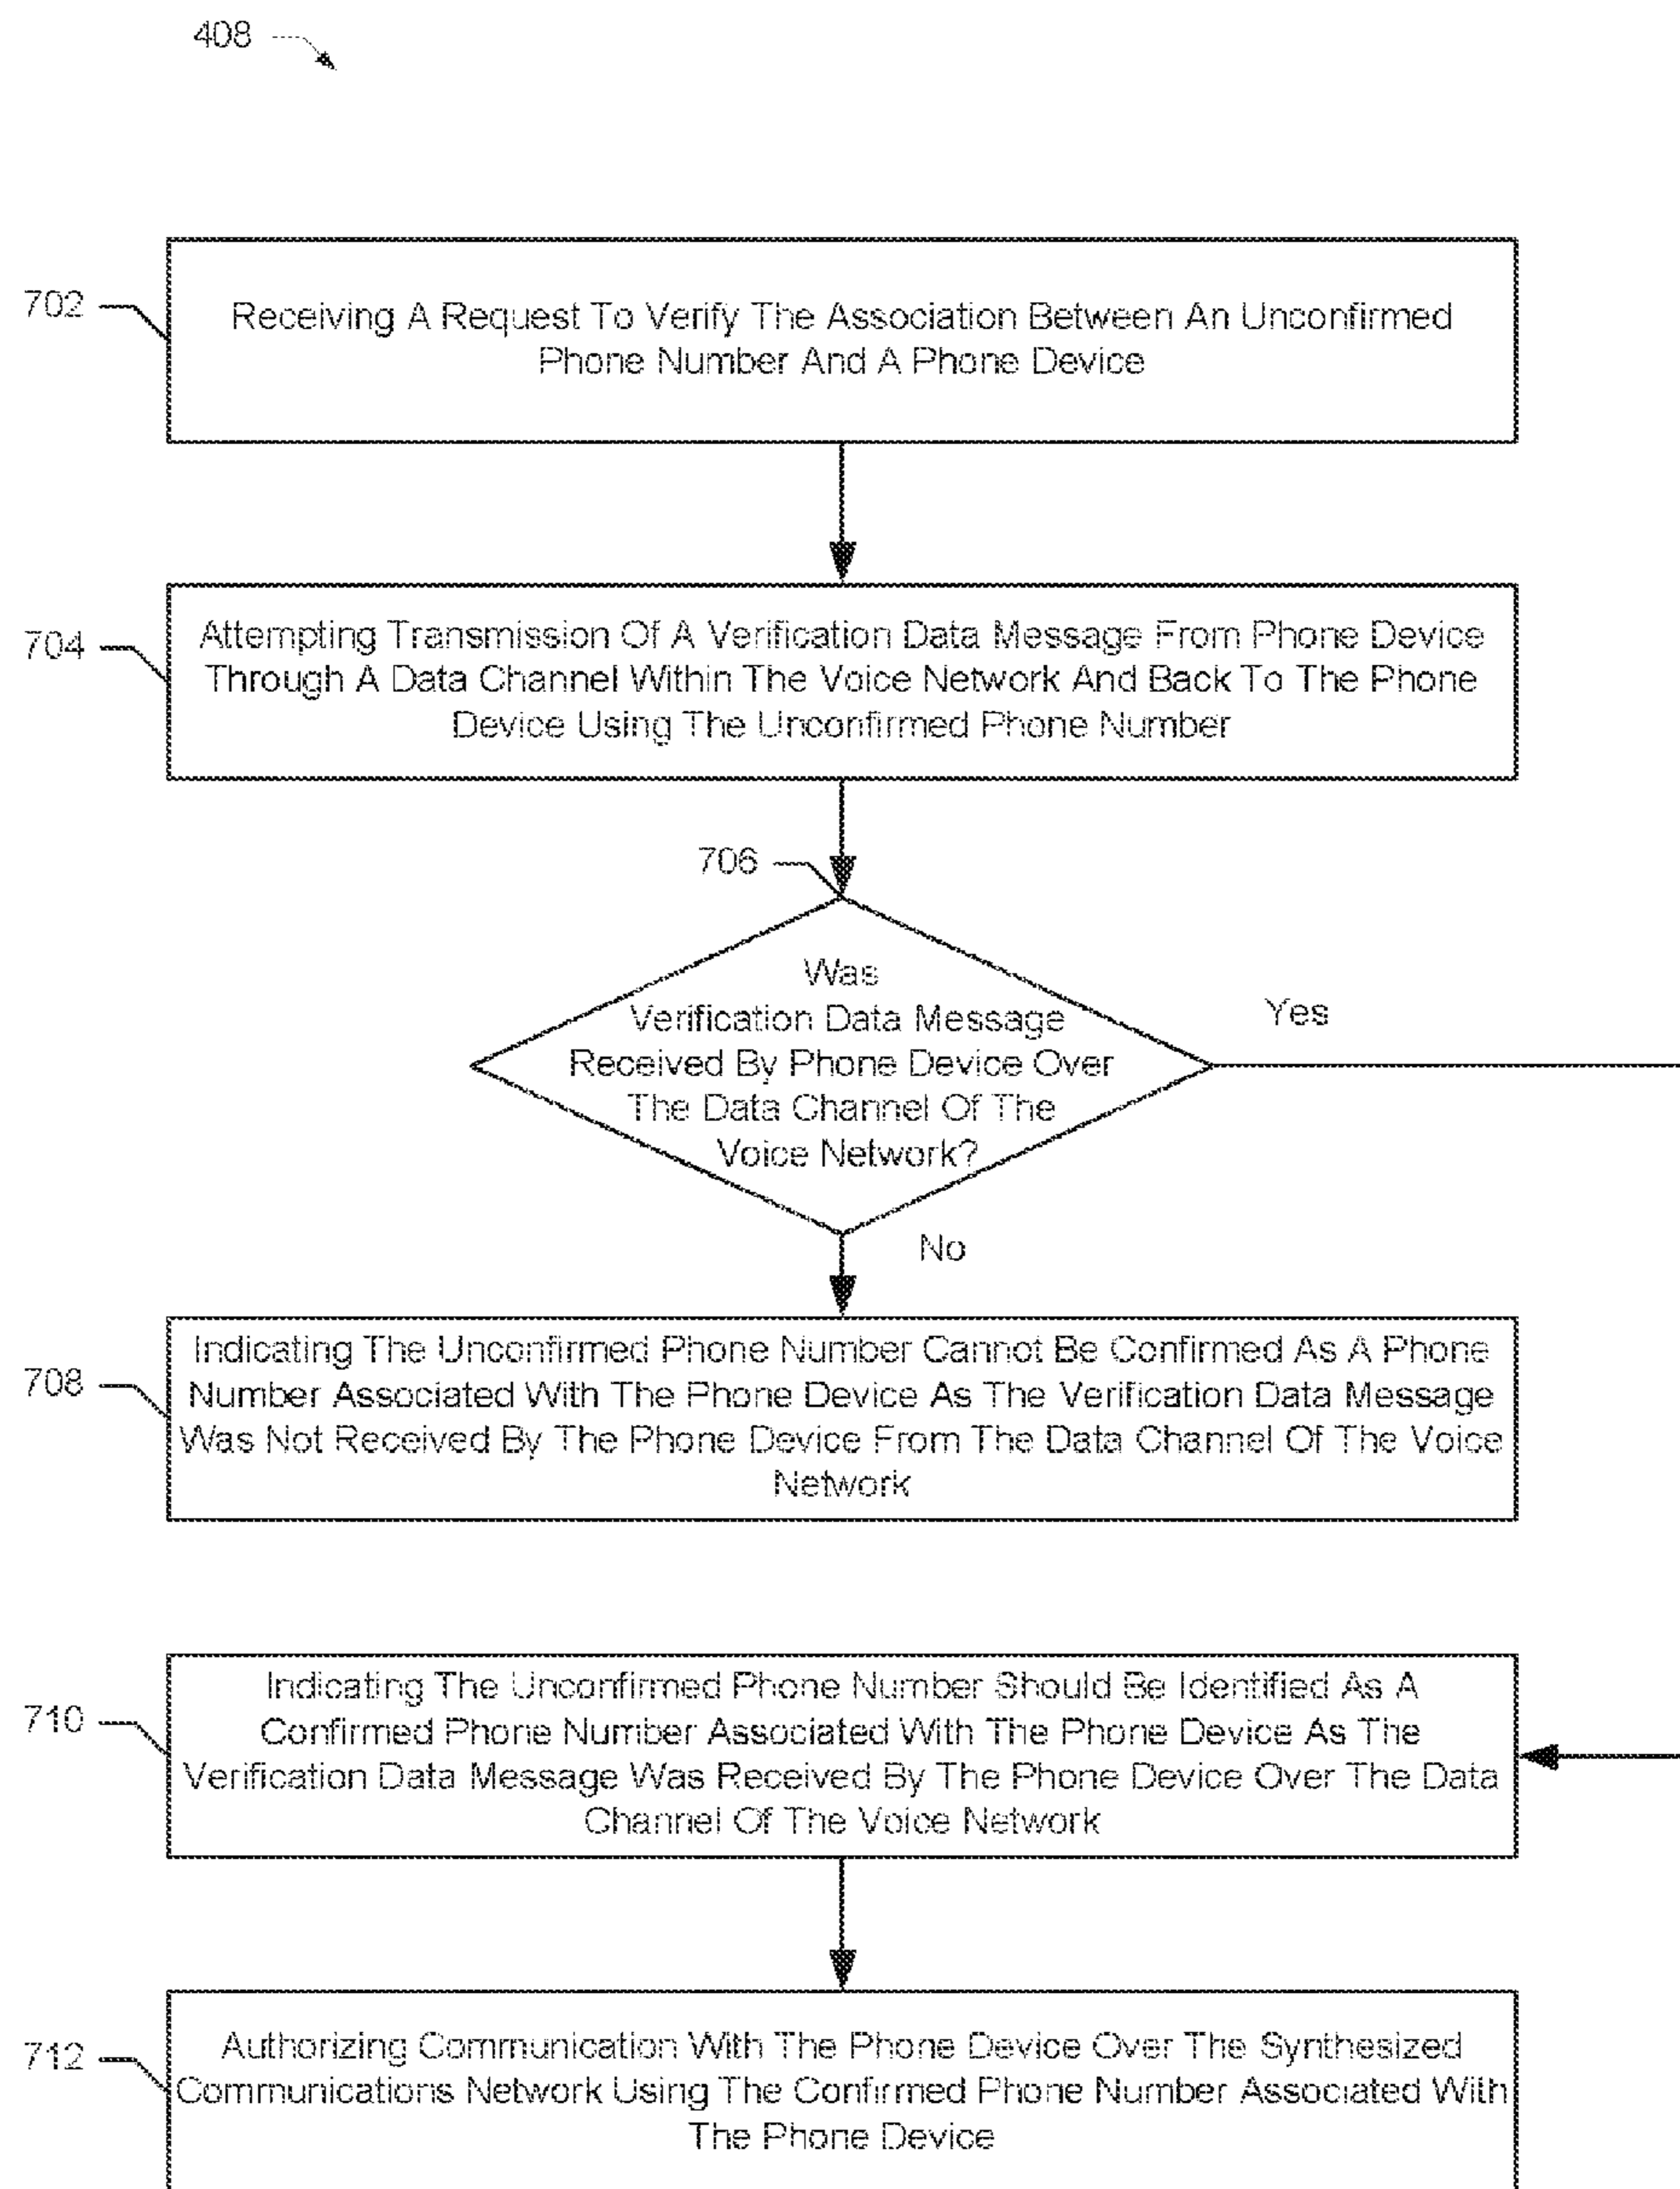 408
702
Receiving A Request To Verify The Association Between An Unconfirmed
Phone Number And A Phone Device
704
Attempting Transmission Of A Verification Data Message From Phone Device
Through A Data Channel Within The Voice Network And Back To The Phone
Device Using The Unconfirmed Phone Number
706
Was
Verification Data Message
Received By Phone Device Over
The Data Channel Of The
Voice Network?
Yes
No
708
Indicating The Unconfirmed Phone Number Cannot Be Confirmed As A Phone
Number Associated With The Phone Device As The Verification Data Message
Was Not Received By The Phone Device From The Data Channel Of The Voice
Network
710
Indicating The Unconfirmed Phone Number Should Be Identified As A
Confirmed Phone Number Associated With The Phone Device As The
Verification Data Message Was Received By The Phone Device Over The Data
Channel Of The Voice Network
712
Authorizing Communication With The Phone Device Over The Synthesized
Communications Network Using The Confirmed Phone Number Associated With
The Phone Device